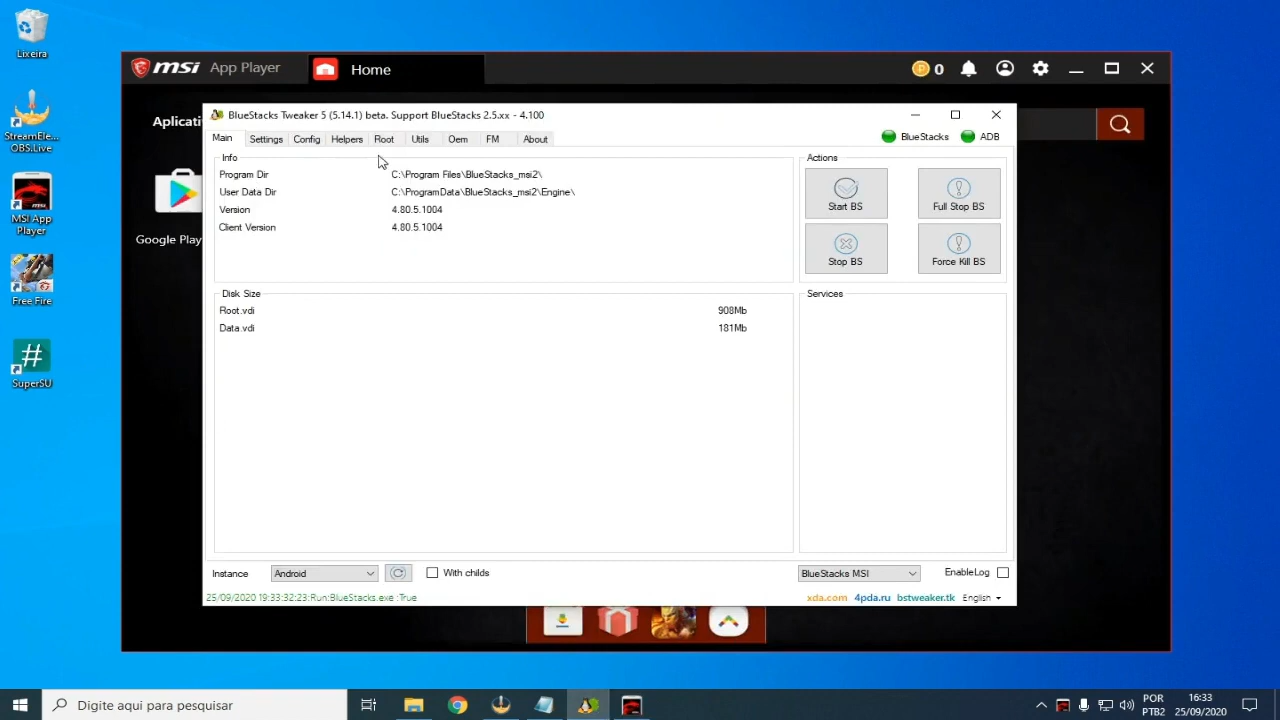 Lixeira
StreamEle...
OBS.Live
MSI App
Player
Free Fire
#
SuperSU
msi App Player
Home
0
Aplicati
Google Play
BlueStacks Tweaker 5 (5.14.1) beta. Support BlueStacks 2.5.xx - 4.100
Main Settings Config Helpers Root Utils Oem FM About
BlueStacks ADB
Info
Program Dir C:\Program Files\BlueStacks_msi2\
User Data Dir C:\ProgramData\BlueStacks_msi2\Engine\
Version 4.80.5.1004
Client Version 4.80.5.1004
Actions
Start BS Full Stop BS
Stop BS Force Kill BS
Disk Size
Root.vdi 908Mb
Data.vdi 181Mb
Services
Instance Android With childs
BlueStacks MSI EnableLog
25/09/2020 19:33:32:23:Run:BlueStacks.exe :True
xda.com 4pda.ru bstweaker.tk English
Digite aqui para pesquisar
POR
PTB2
16:33
25/09/2020